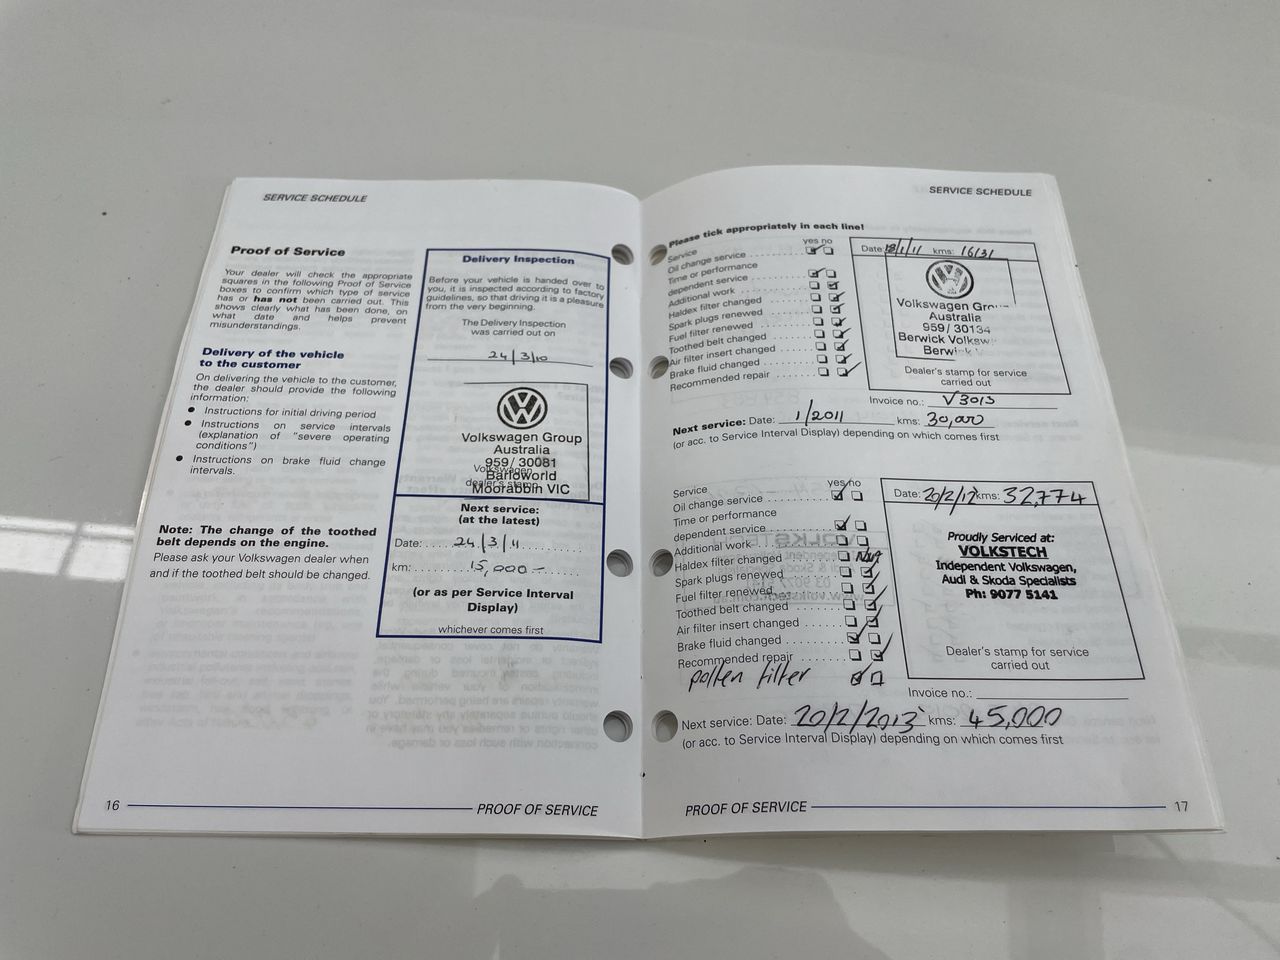 SERVICE SCHEDULE
Proof of Service
Your dealer will check the appropriate
squares in the following Proof of Service
boxes to confirm which type of service
has or has not been carried out. This
shows clearly what has been done, on
what date and helps prevent
misunderstandings.
Delivery of the vehicle
to the customer
On delivering the vehicle to the customer,
the dealer should provide the following
information:
● Instructions for initial driving period
● Instructions on service intervals
(explanation of "severe operating
conditions")
● Instructions on brake fluid change
intervals.
Note: The change of the toothed
belt depends on the engine.
Please ask your Volkswagen dealer when
and if the toothed belt should be changed.
Delivery Inspection
Before your vehicle is handed over to
you, it is inspected according to factory
guidelines, so that driving it is a pleasure
from the very beginning.
The Delivery Inspection
was carried out on
24/3/10
Volkswagen Group
Australia
959/ 30081
Volkswagen
Barloworld
dealer's stamp
Moorabbin VIC
Next service:
(at the latest)
Date: 24/3/11
km: 15,000-
(or as per Service Interval
Display)
whichever comes first
16 PROOF OF SERVICE
SERVICE SCHEDULE
Please tick appropriately in each line!
yes no
Service
Oil change service
Time or performance
dependent service
Additional work
Haldex filter changed
Spark plugs renewed
Fuel filter renewed
Toothed belt changed
Air filter insert changed
Brake fluid changed
Recommended repair
Date: 18/1/11 kms: 16131
Volkswagen Gr
Australia
959/ 30134
Berwick Volksw
Berwi
Dealer's stamp for service
carried out
Invoice no.: V3013
Next service: Date: 1/2011 kms: 30,000
(or acc. to Service Interval Display) depending on which comes first
yes no
Service
Oil change service
Time or performance
dependent service
Additional work
Haldex filter changed
Spark plugs renewed
Fuel filter renewed
Toothed belt changed
Air filter insert changed
Brake fluid changed
Recommended repair
pollen filter
Date: 20/2/12 kms: 32,774
Proudly Serviced at:
VOLKSTECH
Independent Volkswagen,
Audi & Skoda Specialists
Ph: 9077 5141
Dealer's stamp for service
carried out
Invoice no.:
Next service: Date: 20/2/2013 kms: 45,000
(or acc. to Service Interval Display) depending on which comes first
PROOF OF SERVICE 17